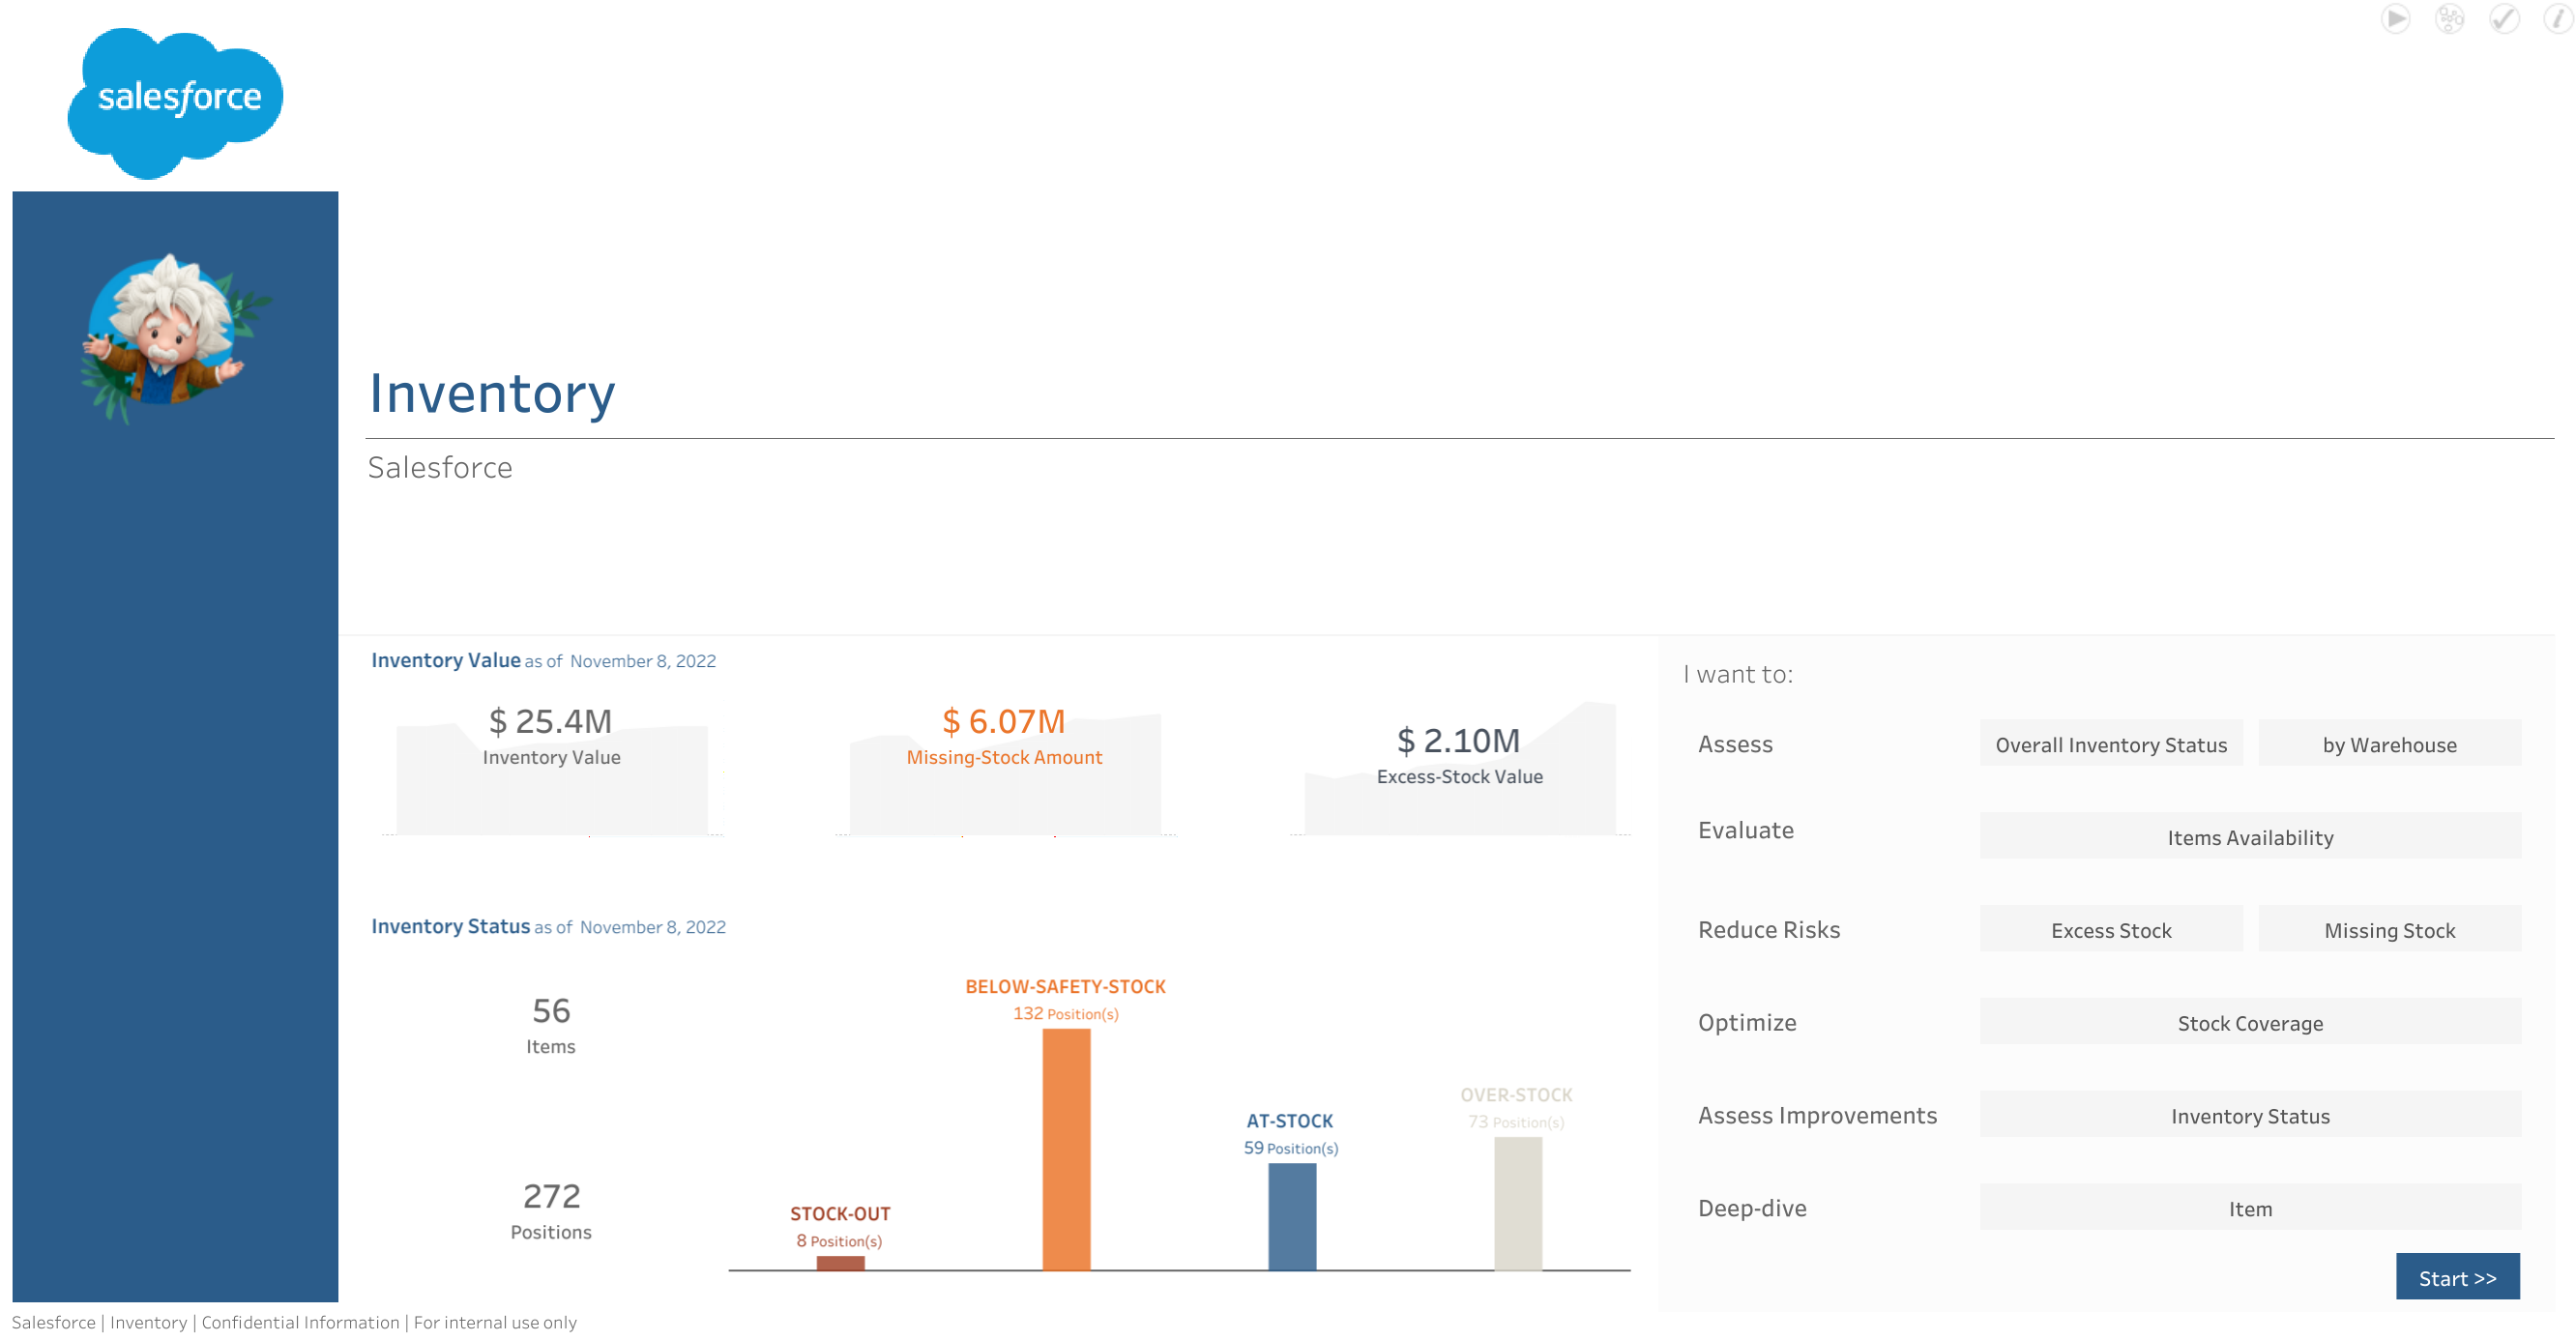 salesforce
Inventory
Salesforce
Inventory Value as of November 8, 2022
$ 25.4M
Inventory Value
$ 6.07M
Missing-Stock Amount
$ 2.10M
Excess-Stock Value
Inventory Status as of November 8, 2022
56
Items
272
Positions
STOCK-OUT
8 Position(s)
BELOW-SAFETY-STOCK
132 Position(s)
AT-STOCK
59 Position(s)
OVER-STOCK
73 Position(s)
I want to:
Assess
Overall Inventory Status
by Warehouse
Evaluate
Items Availability
Reduce Risks
Excess Stock
Missing Stock
Optimize
Stock Coverage
Assess Improvements
Inventory Status
Deep-dive
Item
Start >>
Salesforce | Inventory | Confidential Information | For internal use only